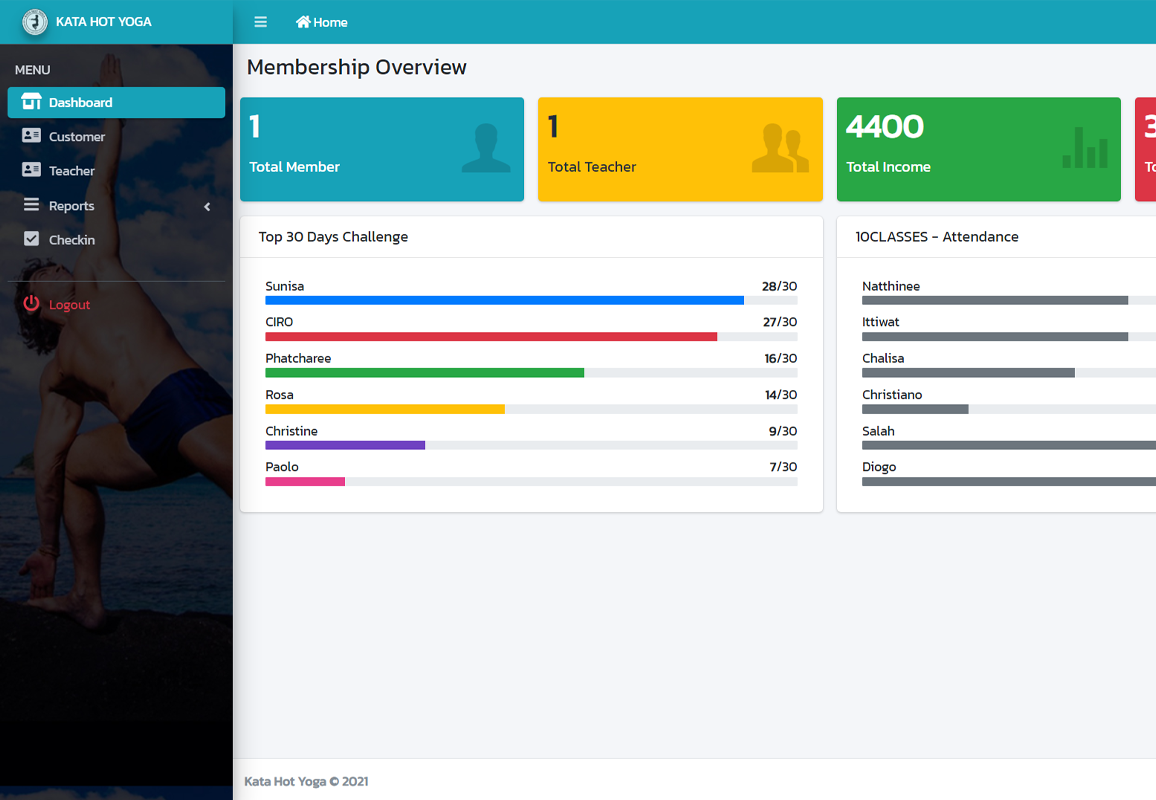 KATA HOT YOGA
Home
MENU
Dashboard
Customer
Teacher
Reports
Checkin
Logout
Membership Overview
1
Total Member
1
Total Teacher
4400
Total Income
3
Top 30 Days Challenge
Sunisa 28/30
CIRO 27/30
Phatcharee 16/30
Rosa 14/30
Christine 9/30
Paolo 7/30
10CLASSES - Attendance
Natthinee
Ittiwat
Chalisa
Christiano
Salah
Diogo
Kata Hot Yoga © 2021